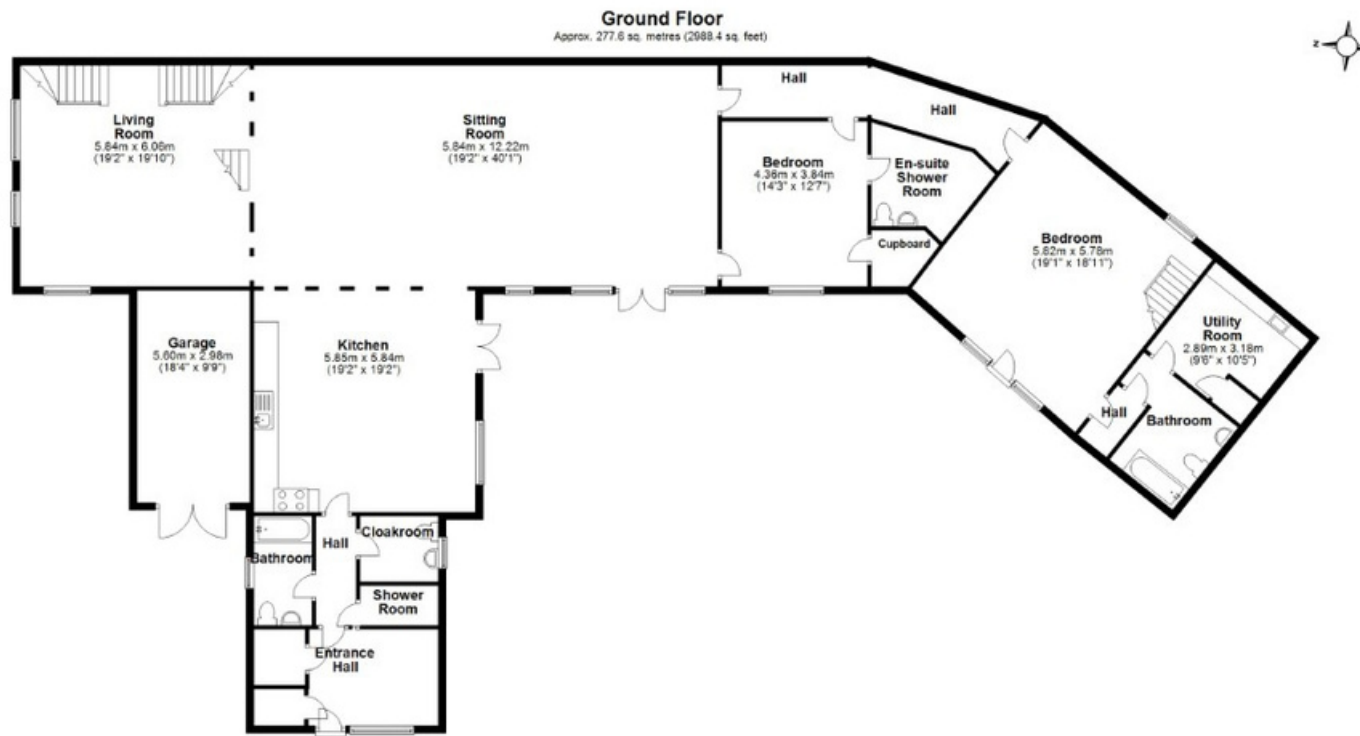 Ground Floor
Approx. 277.6 sq. metres (2988.4 sq. feet)
Z
Hall
Hall
Living
Room
5.84m x 6.06m
(19'2" x 19'10")
Sitting
Room
5.84m x 12.22m
(19'2" x 40'1")
Bedroom
4.36m x 3.84m
(14'3" x 12'7")
En-suite
Shower
Room
Cupboard
Bedroom
5.82m x 5.78m
(19'1" x 18'11")
Utility
Room
2.89m x 3.18m
(9'6" x 10'5")
Hall
Bathroom
Garage
5.60m x 2.98m
(18'4" x 9'9")
Kitchen
5.85m x 5.84m
(19'2" x 19'2")
Bathroom
Hall
Cloakroom
Shower
Room
Entrance
Hall